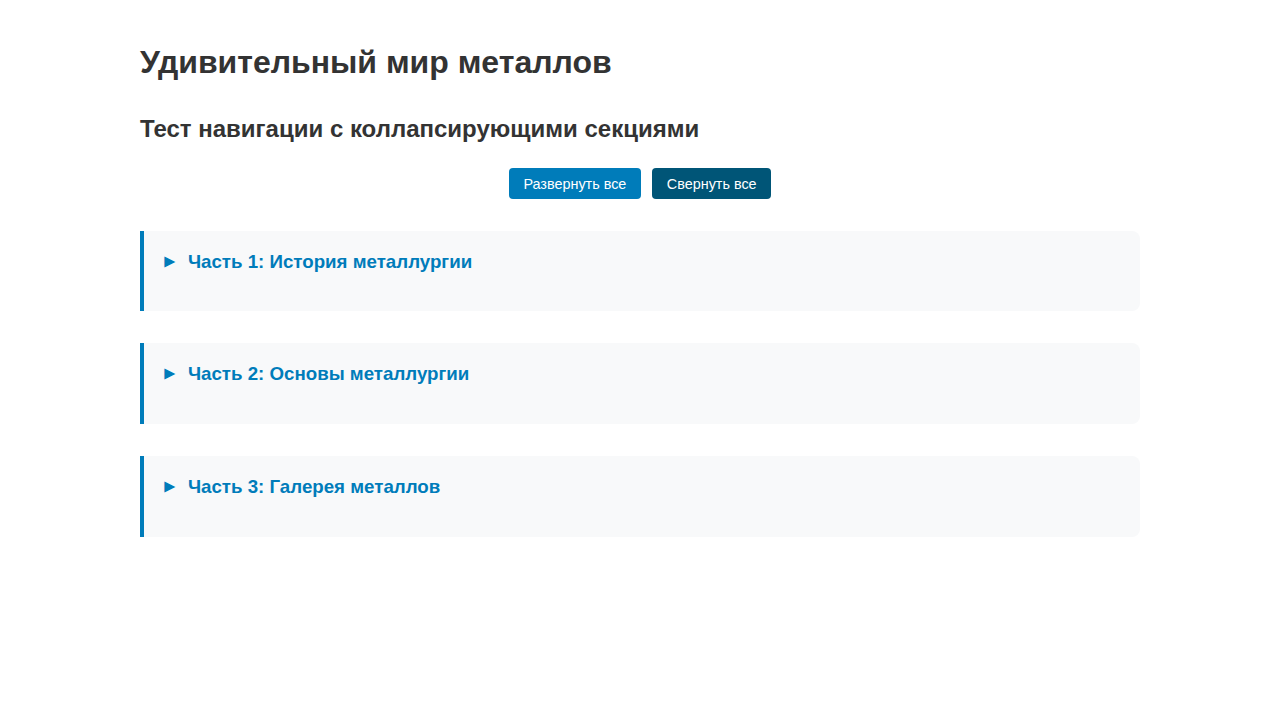 Удивительный мир металлов
Тест навигации с коллапсирующими секциями
Развернуть все Свернуть все
▶ Часть 1: История металлургии
▶ Часть 2: Основы металлургии
▶ Часть 3: Галерея металлов